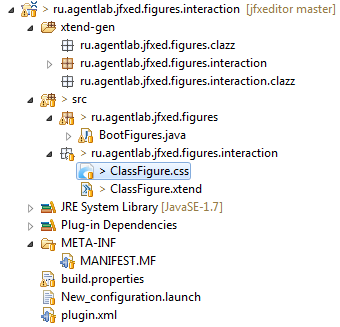 > ru.agentlab.jfxed.figures.interaction [jfxeditor master]
xtend-gen
ru.agentlab.jfxed.figures.clazz
ru.agentlab.jfxed.figures.interaction
ru.agentlab.jfxed.figures.interaction.clazz
> src
> ru.agentlab.jfxed.figures
BootFigures.java
> ru.agentlab.jfxed.figures.interaction
> ClassFigure.css
> ClassFigure.xtend
JRE System Library [JavaSE-1.7]
Plug-in Dependencies
META-INF
MANIFEST.MF
build.properties
New_configuration.launch
plugin.xml